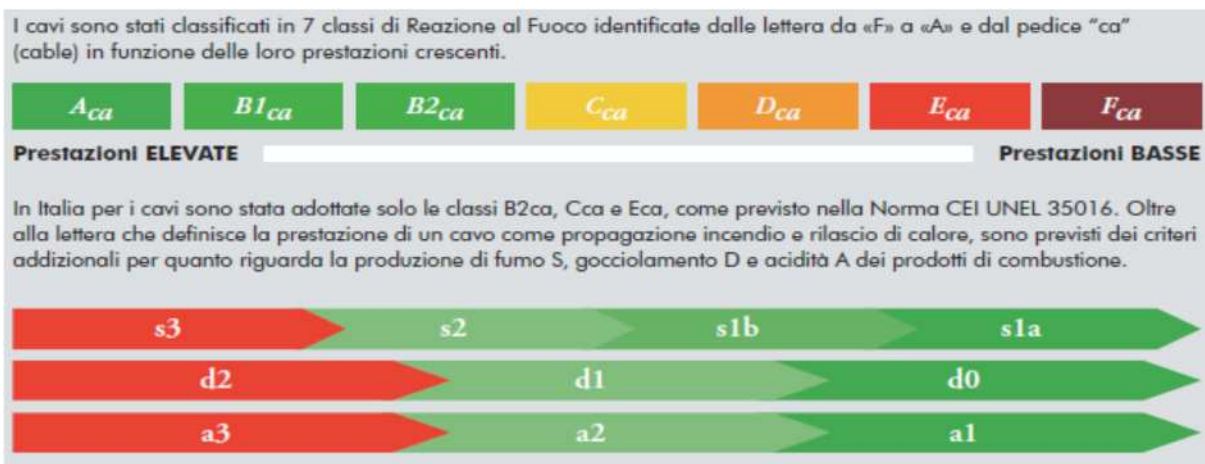 I cavi sono stati classificati in 7 classi di Reazione al Fuoco identificate dalle lettera da «F» a «A» e dal pedice “ca”
(cable) in funzione delle loro prestazioni crescenti.
Aca B1ca B2ca Cca Dca Eca Fca
Prestazioni ELEVATE Prestazioni BASSE
In Italia per i cavi sono stata adottate solo le classi B2ca, Cca e Eca, come previsto nella Norma CEI UNEL 35016. Oltre
alla lettera che definisce la prestazione di un cavo come propagazione incendio e rilascio di calore, sono previsti dei criteri
addizionali per quanto riguarda la produzione di fumo S, gocciolamento D e acidità A dei prodotti di combustione.
s3 s2 s1b s1a
d2 d1 d0
a3 a2 a1